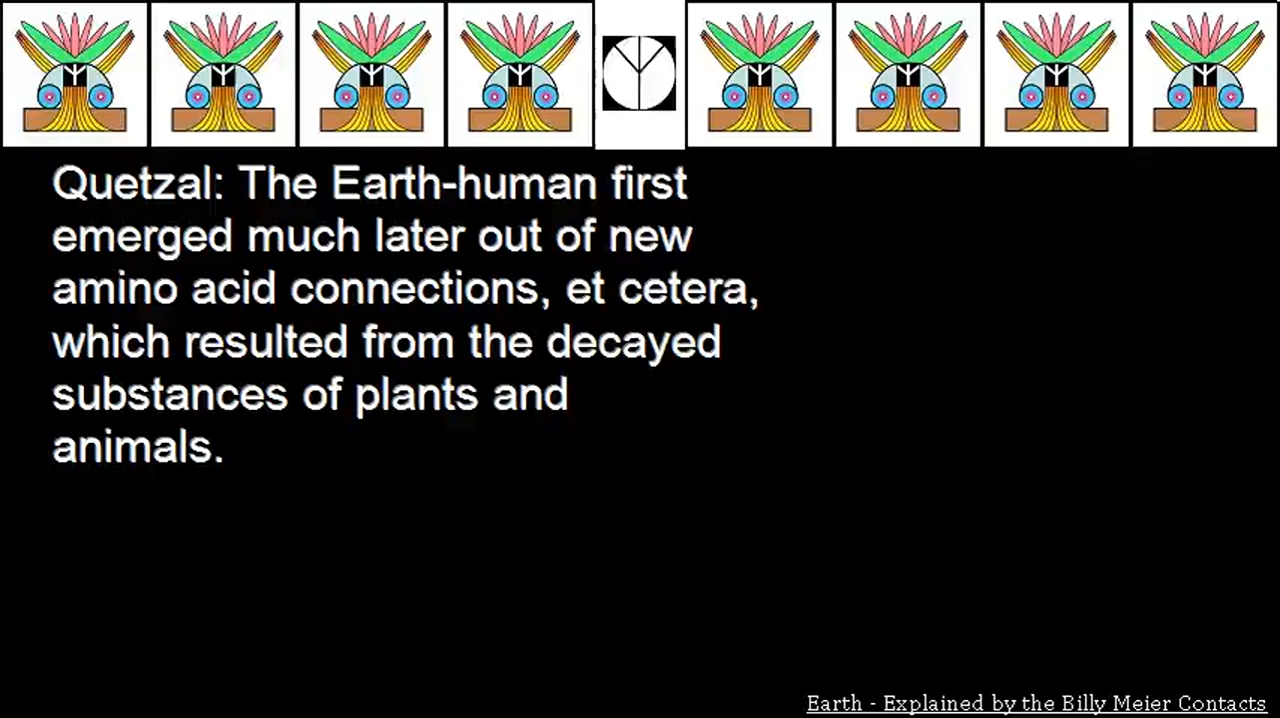 Quetzal: The Earth-human first
emerged much later out of new
amino acid connections, et cetera,
which resulted from the decayed
substances of plants and
animals.
Earth - Explained by the Billy Meier Contacts